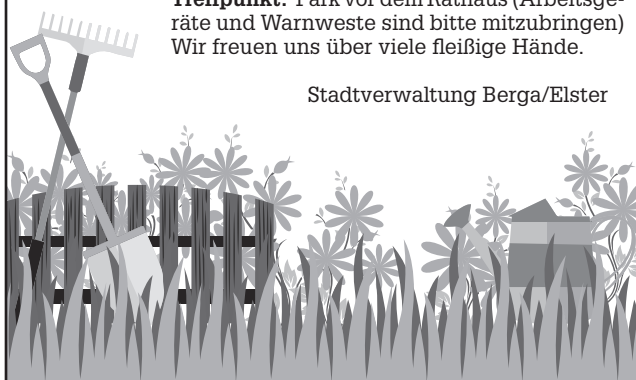 Treffpunkt: Park vor dem Rathaus (Arbeitsge-
räte und Warnweste sind bitte mitzubringen)
Wir freuen uns über viele fleißige Hände.
Stadtverwaltung Berga/Elster